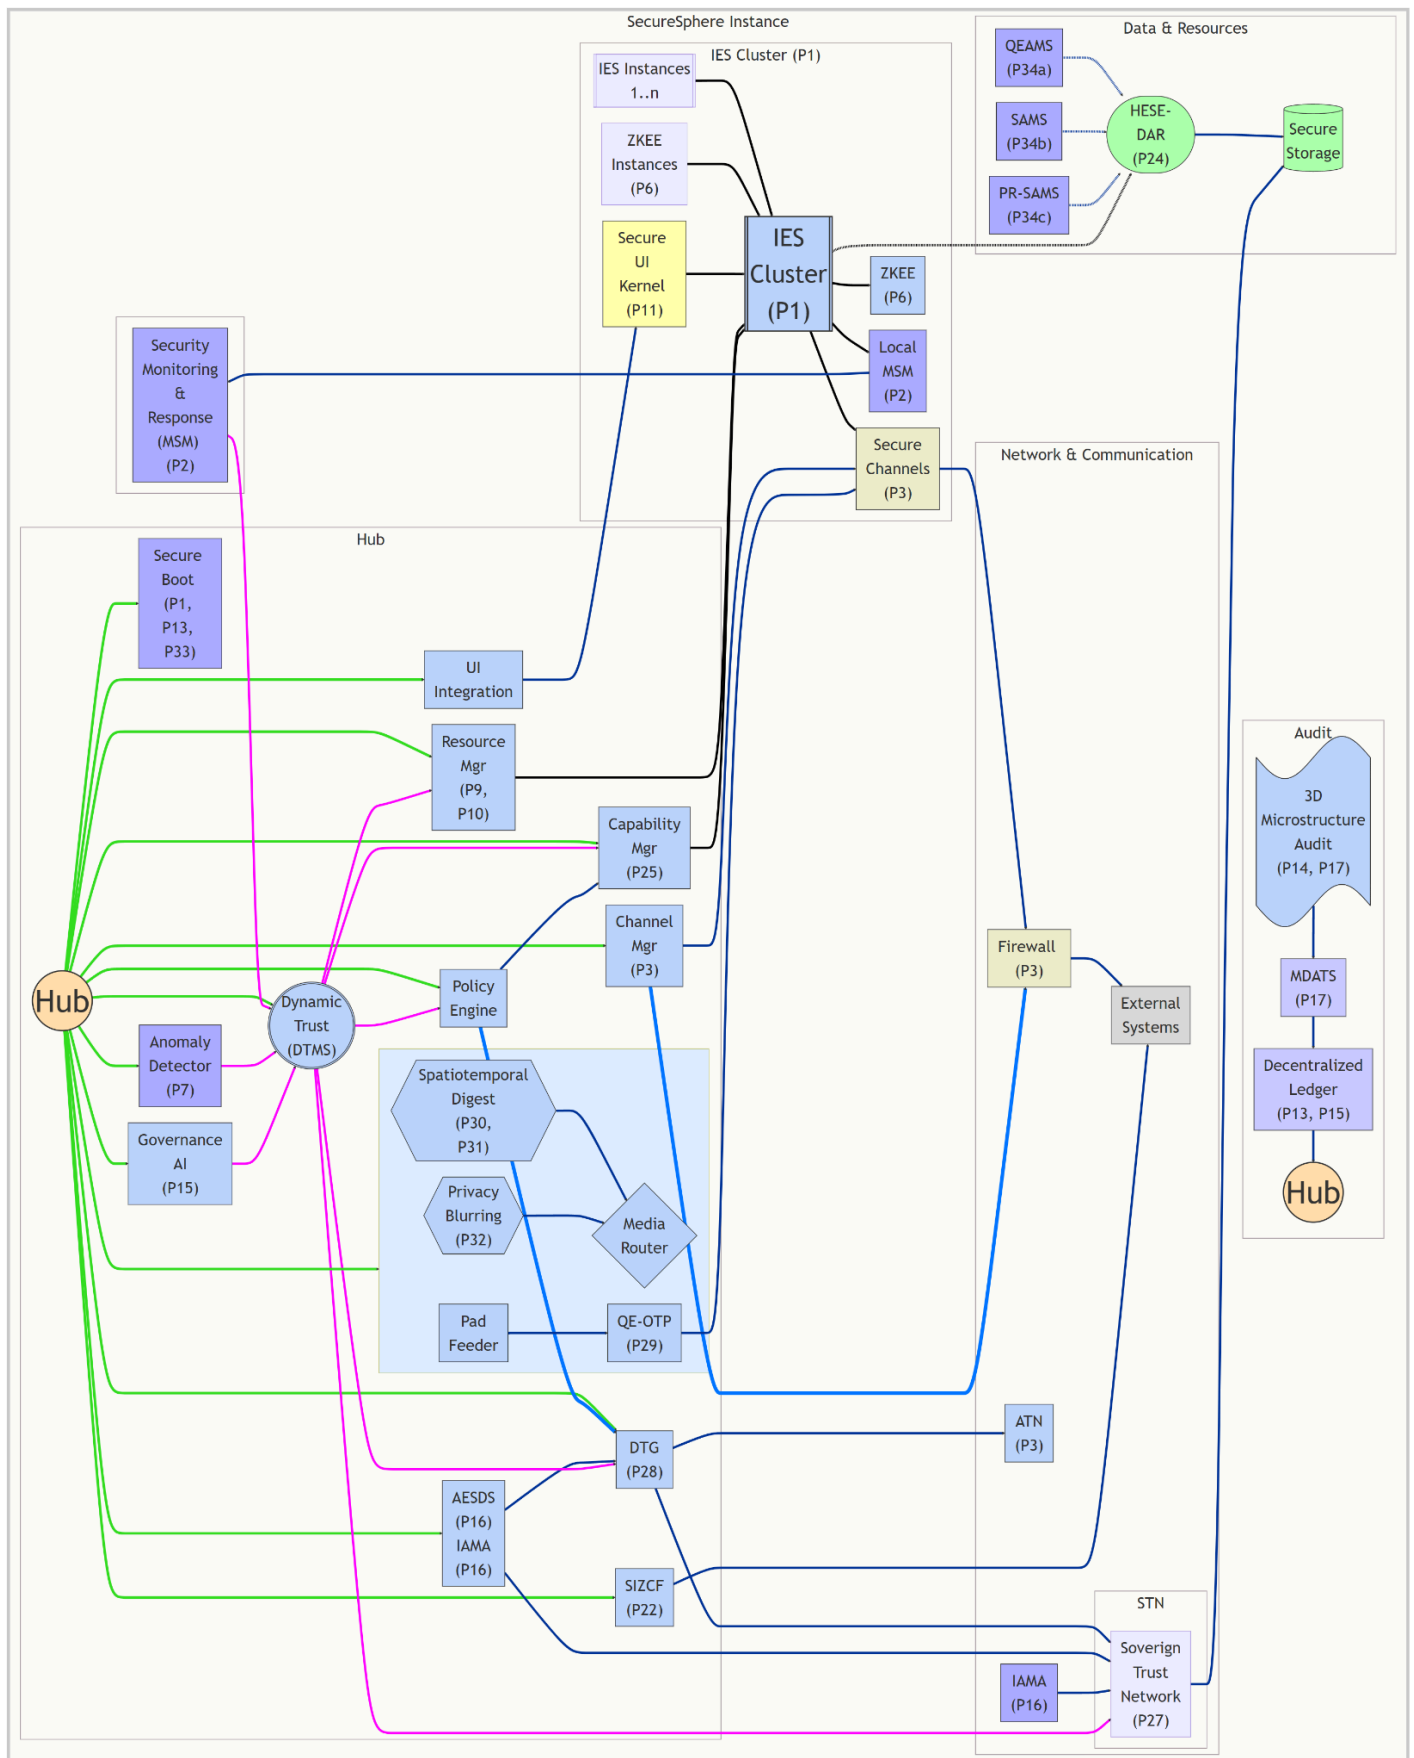 SecureSphere Instance
IES Cluster (P1)
IES Instances
1..n
ZKEE
Instances
(P6)
Secure
UI
Kernel
(P11)
IES
Cluster
(P1)
ZKEE
(P6)
Local
MSM
(P2)
Secure
Channels
(P3)
Data & Resources
QEAMS
(P34a)
SAMS
(P34b)
PR-SAMS
(P34c)
HESE-
DAR
(P24)
Secure
Storage
Security
Monitoring
&
Response
(MSM)
(P2)
Hub
Secure
Boot
(P1,
P13,
P33)
UI
Integration
Resource
Mgr
(P9,
P10)
Capability
Mgr
(P25)
Channel
Mgr
(P3)
Hub
Dynamic
Trust
(DTMS)
Policy
Engine
Anomaly
Detector
(P7)
Governance
AI
(P15)
Spatiotemporal
Digest
(P30,
P31)
Privacy
Blurring
(P32)
Media
Router
Pad
Feeder
QE-OTP
(P29)
DTG
(P28)
AESDS
(P16)
IAMA
(P16)
SIZCF
(P22)
Network & Communication
Firewall
(P3)
External
Systems
ATN
(P3)
STN
Soverign
Trust
Network
(P27)
IAMA
(P16)
Audit
3D
Microstructure
Audit
(P14, P17)
MDATS
(P17)
Decentralized
Ledger
(P13, P15)
Hub